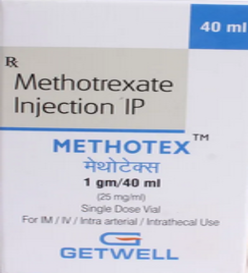 40 ml
Rx
Methotrexate
Injection IP
METHOTEX™
मेथोटेक्स
1 gm/40 ml
(25 mg/ml)
Single Dose Vial
For IM / IV / Intra arterial / Intrathecal Use
GETWELL